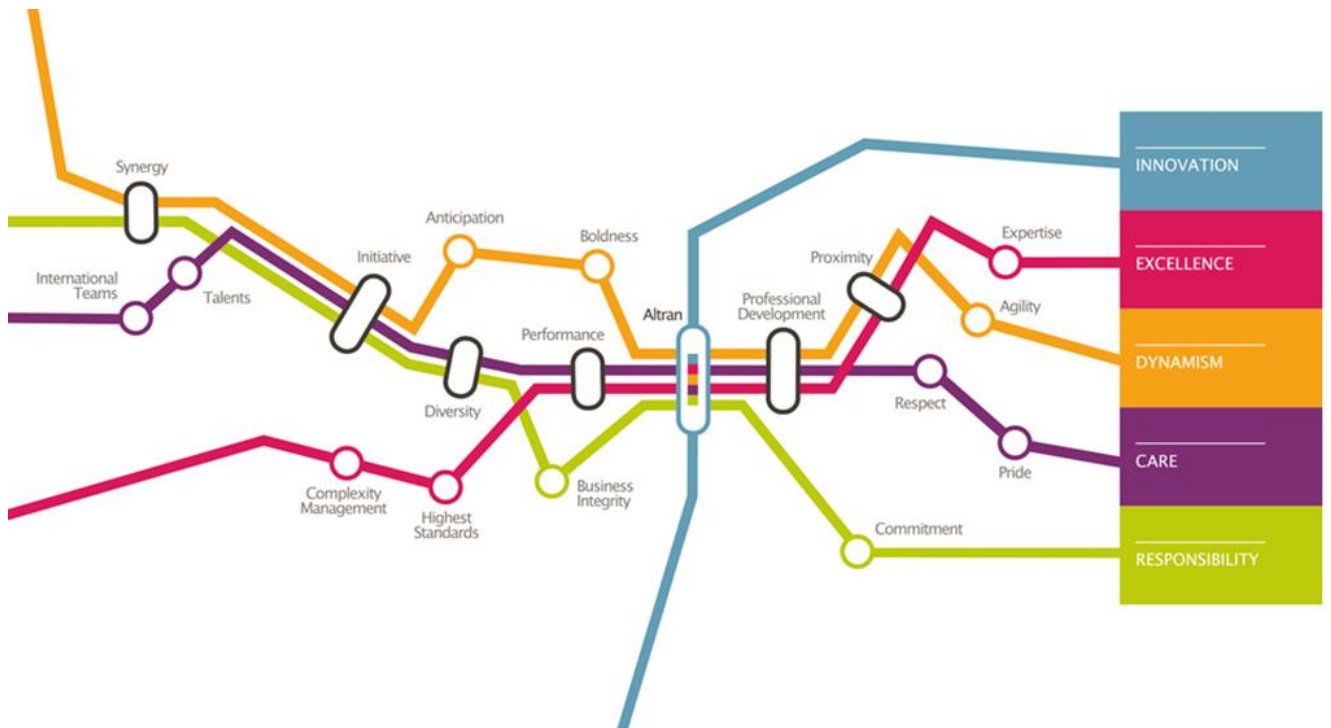 Synergy
Anticipation
Boldness
Initiative
International
Teams
Talents
Proximity
Expertise
Altran
Professional
Development
Agility
Performance
Diversity
Respect
Complexity
Management
Highest
Standards
Business
Integrity
Pride
Commitment
INNOVATION
EXCELLENCE
DYNAMISM
CARE
RESPONSIBILITY